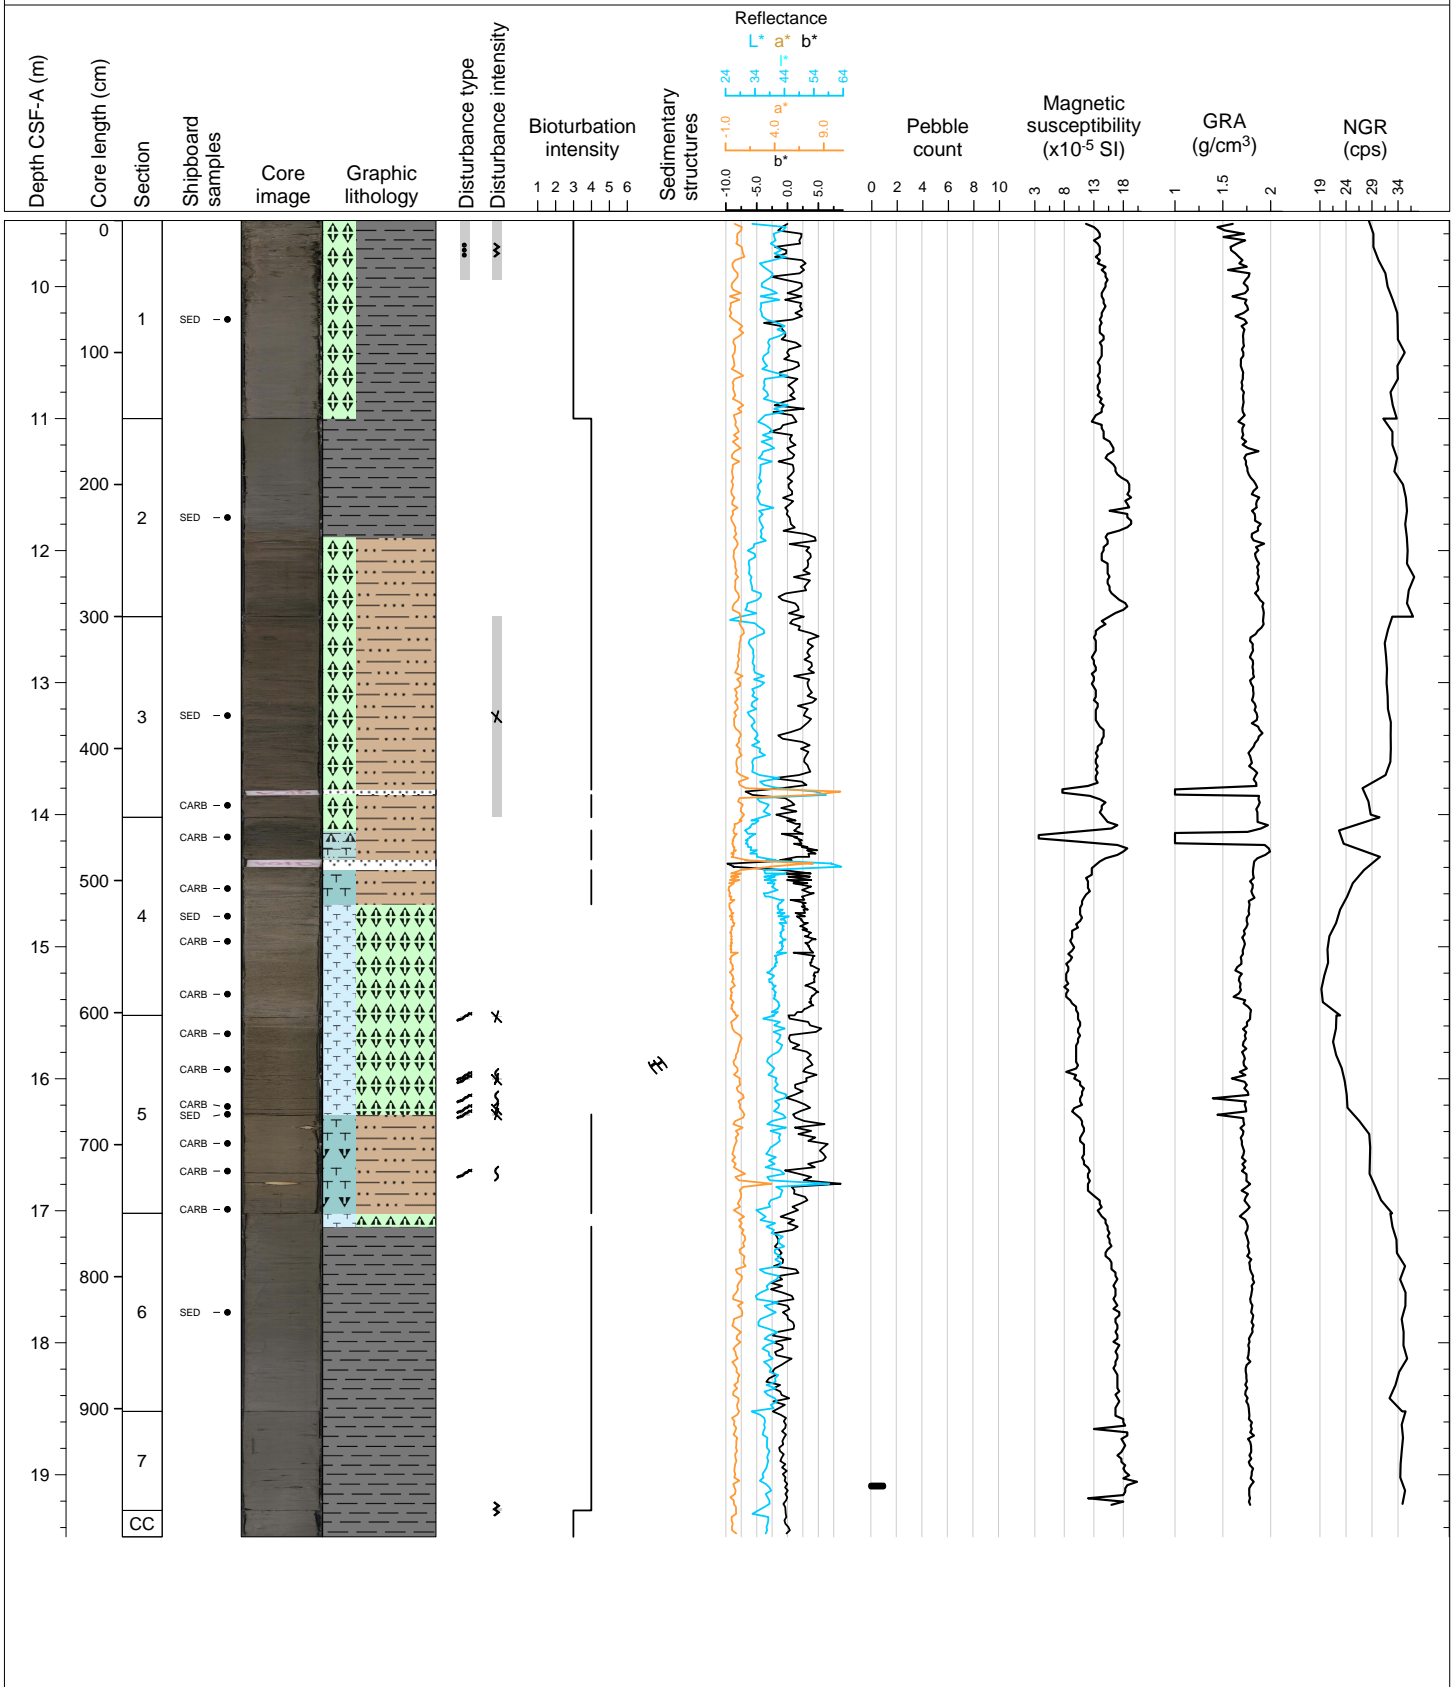 Depth CSF-A (m)
Core length (cm)
Section
Shipboard
samples
Core
image
Graphic
lithology
Disturbance type
Disturbance intensity
Bioturbation
intensity
1 2 3 4 5 6
Sedimentary
structures
Reflectance
L* a* b*
L*
24 34 44 54 64
a*
-1.0 4.0 9.0
b*
-10.0 -5.0 0.0 5.0
Pebble
count
0 2 4 6 8 10
Magnetic
susceptibility
(x10-5 SI)
3 8 13 18
GRA
(g/cm3)
1 1.5 2
NGR
(cps)
19 24 29 34
0
10
1
SED
100
11
200
2
SED
12
300
13
3
SED
400
CARB
14
CARB
500
CARB
4
SED
CARB
15
CARB
600
CARB
CARB
16
CARB
5
SED
700
CARB
CARB
CARB
17
800
6
SED
18
900
7
19
CC